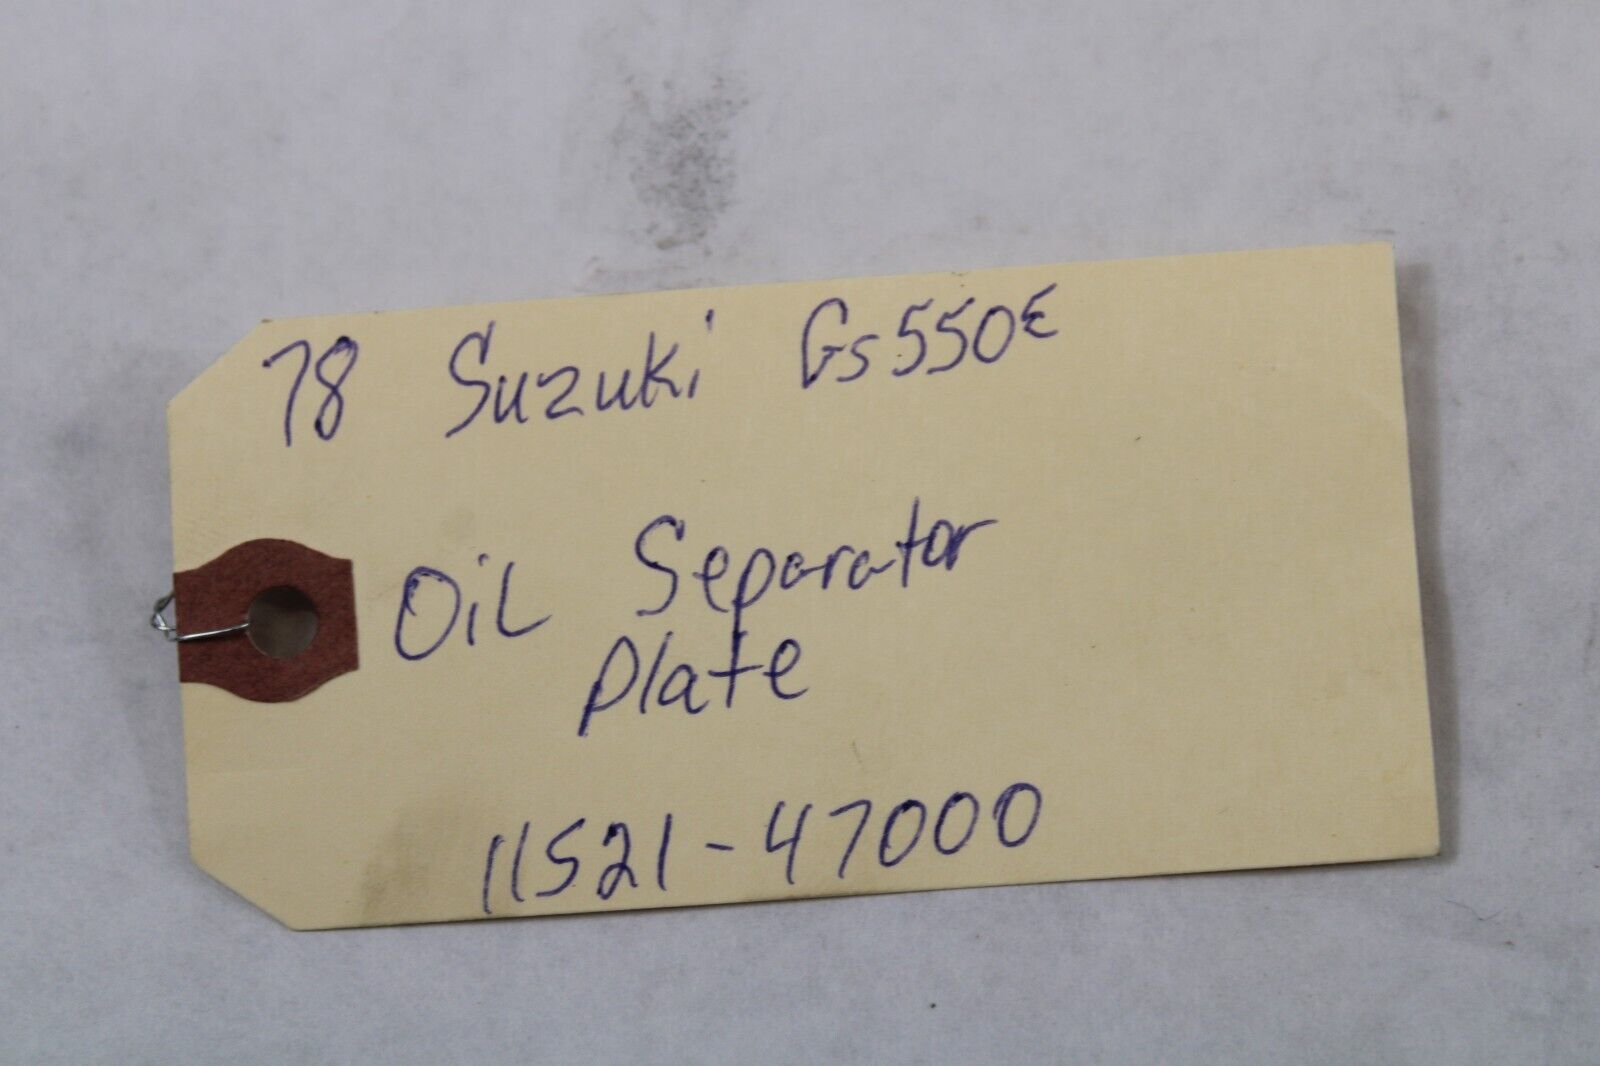 78 Suzuki GS550E
Oil Separator
Plate
11521-47000